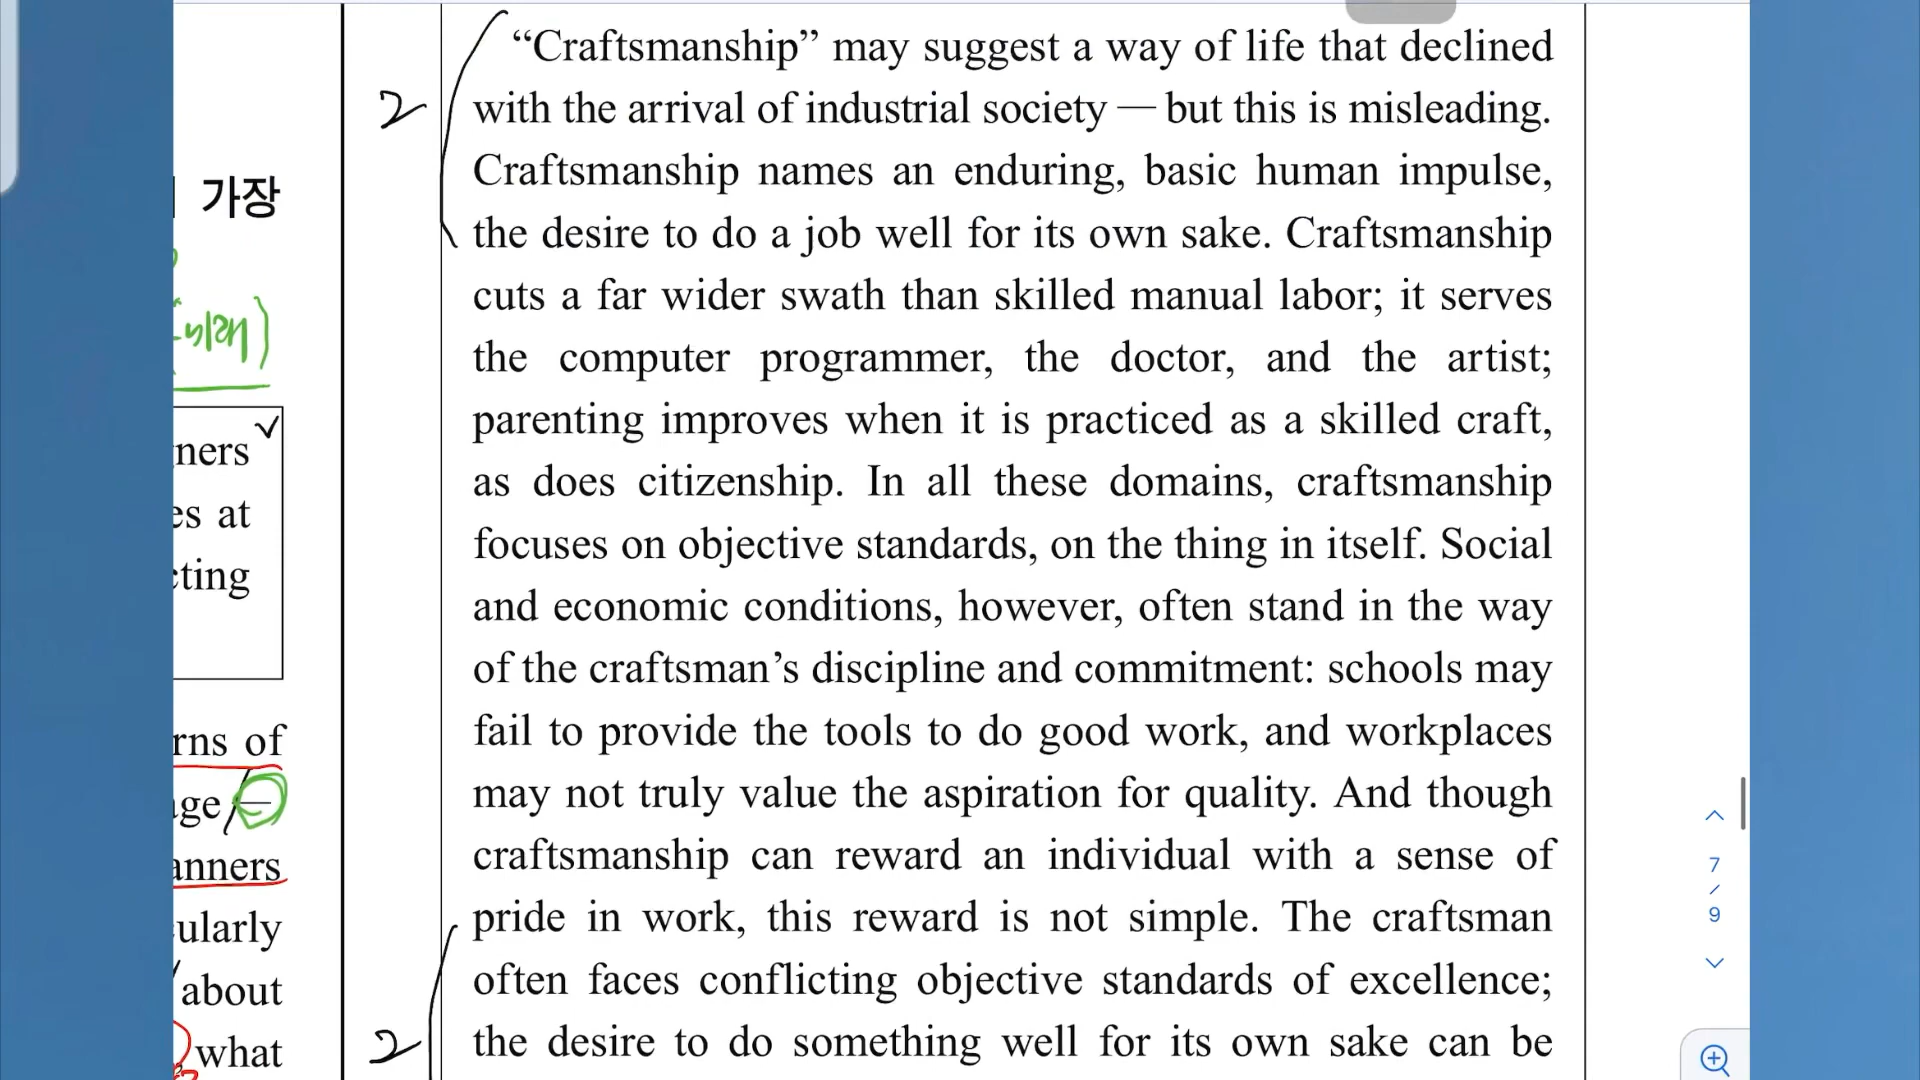 가장
비래)
ners
es at
cting
rns of
age
anners
ularly
about
what
2
“Craftsmanship” may suggest a way of life that declined
with the arrival of industrial society — but this is misleading.
Craftsmanship names an enduring, basic human impulse,
the desire to do a job well for its own sake. Craftsmanship
cuts a far wider swath than skilled manual labor; it serves
the computer programmer, the doctor, and the artist;
parenting improves when it is practiced as a skilled craft,
as does citizenship. In all these domains, craftsmanship
focuses on objective standards, on the thing in itself. Social
and economic conditions, however, often stand in the way
of the craftsman’s discipline and commitment: schools may
fail to provide the tools to do good work, and workplaces
may not truly value the aspiration for quality. And though
craftsmanship can reward an individual with a sense of
pride in work, this reward is not simple. The craftsman
often faces conflicting objective standards of excellence;
2
the desire to do something well for its own sake can be
7
/
9